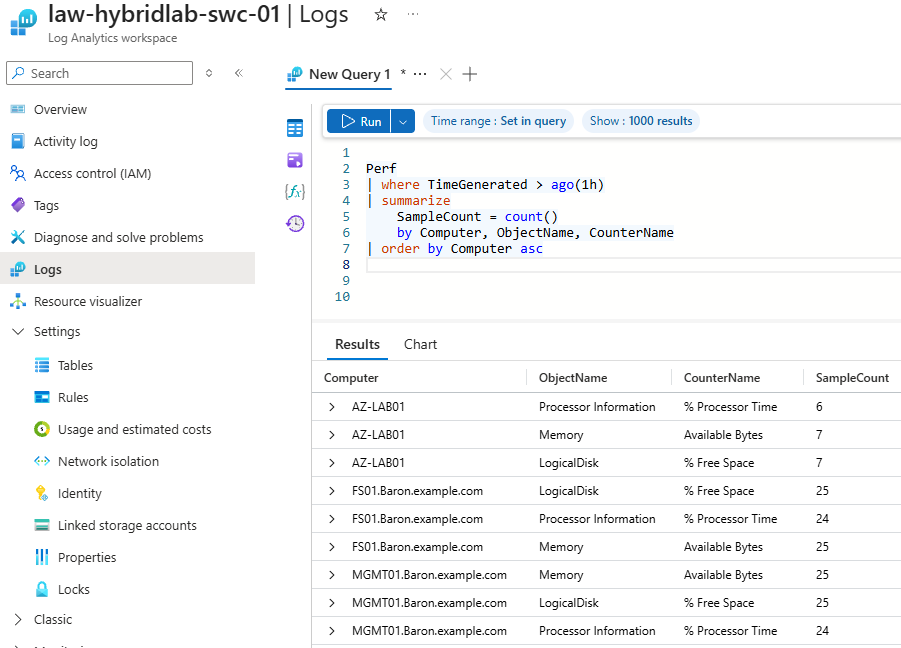 law-hybridlab-swc-01 | Logs
Log Analytics workspace
Search
Overview
Activity log
Access control (IAM)
Tags
Diagnose and solve problems
Logs
Resource visualizer
Settings
Tables
Rules
Usage and estimated costs
Network isolation
Identity
Linked storage accounts
Properties
Locks
Classic
New Query 1 *
Run
Time range : Set in query
Show : 1000 results
1
2 Perf
3 | where TimeGenerated > ago(1h)
4 | summarize
5 SampleCount = count()
6 by Computer, ObjectName, CounterName
7 | order by Computer asc
8
9
10
Results Chart
Computer ObjectName CounterName SampleCount
AZ-LAB01 Processor Information % Processor Time 6
AZ-LAB01 Memory Available Bytes 7
AZ-LAB01 LogicalDisk % Free Space 7
FS01.Baron.example.com LogicalDisk % Free Space 25
FS01.Baron.example.com Processor Information % Processor Time 24
FS01.Baron.example.com Memory Available Bytes 25
MGMT01.Baron.example.com Memory Available Bytes 25
MGMT01.Baron.example.com LogicalDisk % Free Space 25
MGMT01.Baron.example.com Processor Information % Processor Time 24